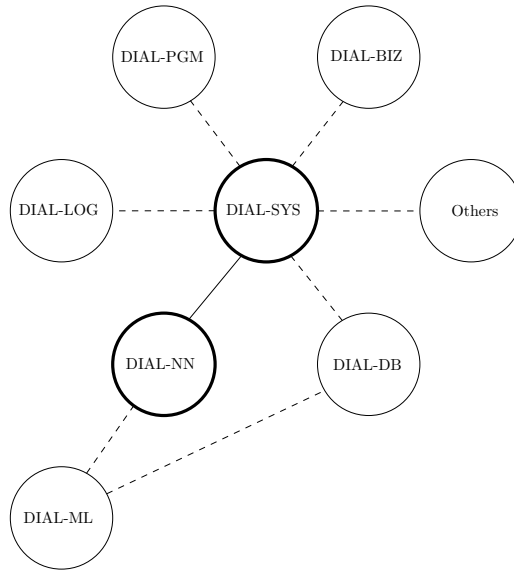 DIAL-PGM
DIAL-BIZ
DIAL-LOG
DIAL-SYS
Others
DIAL-NN
DIAL-DB
DIAL-ML